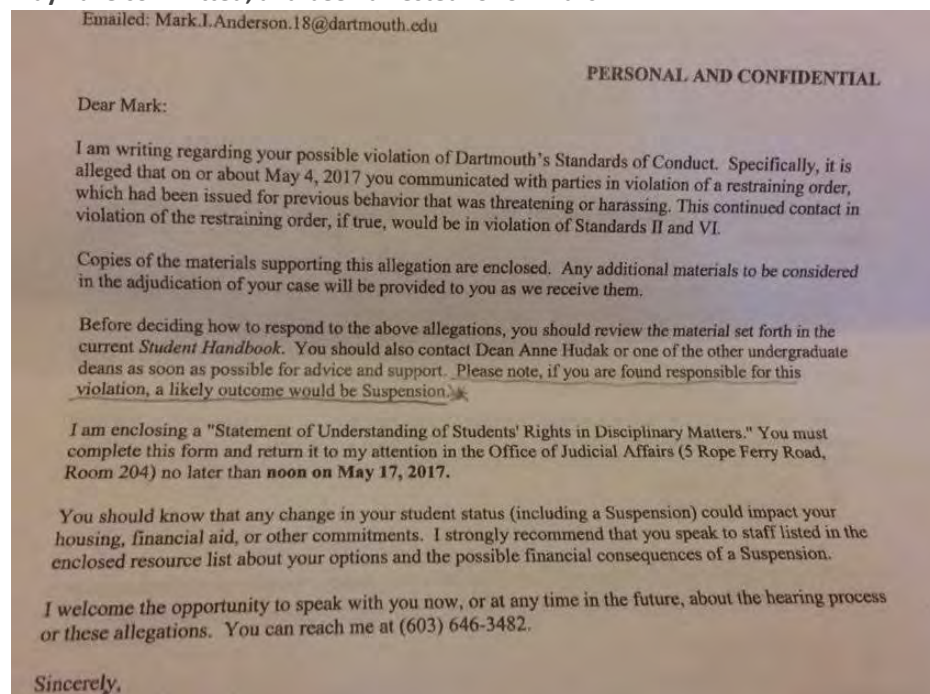 Emailed: Mark.I.Anderson.18@dartmouth.edu
PERSONAL AND CONFIDENTIAL
Dear Mark:
I am writing regarding your possible violation of Dartmouth's Standards of Conduct. Specifically, it is
alleged that on or about May 4, 2017 you communicated with parties in violation of a restraining order,
which had been issued for previous behavior that was threatening or harassing. This continued contact in
violation of the restraining order, if true, would be in violation of Standards II and VI.
Copies of the materials supporting this allegation are enclosed. Any additional materials to be considered
in the adjudication of your case will be provided to you as we receive them.
Before deciding how to respond to the above allegations, you should review the material set forth in the
current Student Handbook. You should also contact Dean Anne Hudak or one of the other undergraduate
deans as soon as possible for advice and support. Please note, if you are found responsible for this
violation, a likely outcome would be Suspension.
I am enclosing a "Statement of Understanding of Students' Rights in Disciplinary Matters." You must
complete this form and return it to my attention in the Office of Judicial Affairs (5 Rope Ferry Road,
Room 204) no later than noon on May 17, 2017.
You should know that any change in your student status (including a Suspension) could impact your
housing, financial aid, or other commitments. I strongly recommend that you speak to staff listed in the
enclosed resource list about your options and the possible financial consequences of a Suspension.
I welcome the opportunity to speak with you now, or at any time in the future, about the hearing process
or these allegations. You can reach me at (603) 646-3482.
Sincerely,